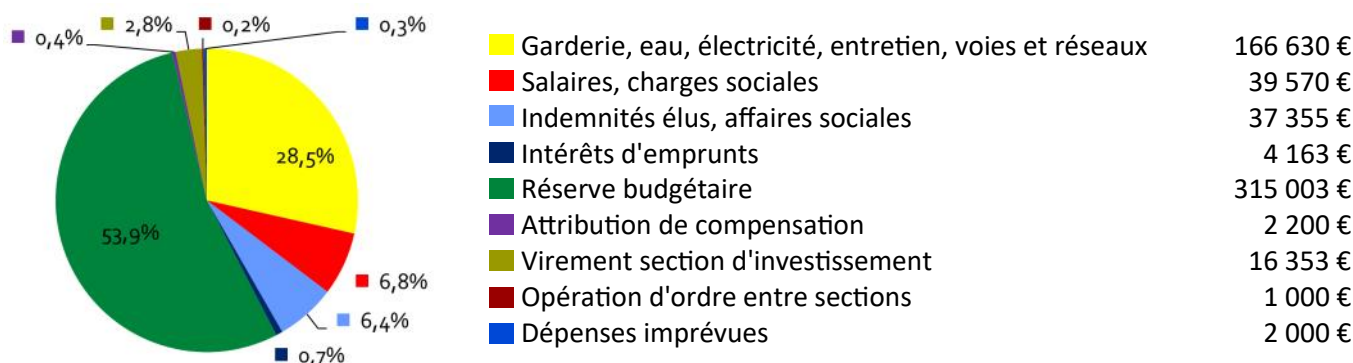 0,4%
2,8%
0,2%
0,3%
28,5%
53,9%
6,8%
6,4%
0,7%
Garderie, eau, électricité, entretien, voies et réseaux 166 630 €
Salaires, charges sociales 39 570 €
Indemnités élus, affaires sociales 37 355 €
Intérêts d'emprunts 4 163 €
Réserve budgétaire 315 003 €
Attribution de compensation 2 200 €
Virement section d'investissement 16 353 €
Opération d'ordre entre sections 1 000 €
Dépenses imprévues 2 000 €